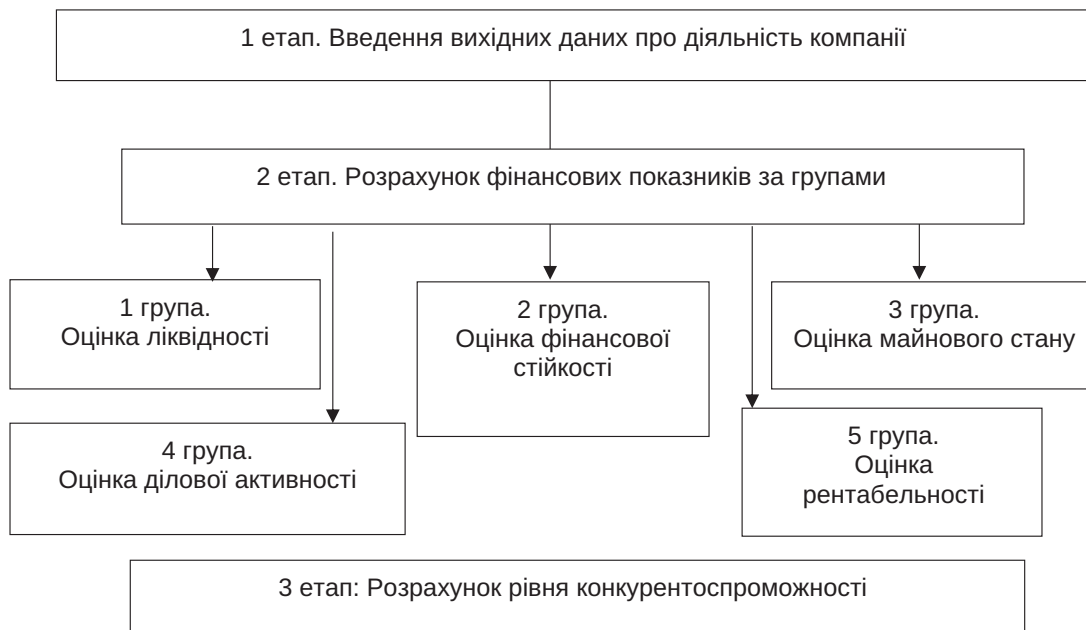 1 етап. Введення вихідних даних про діяльність компанії
2 етап. Розрахунок фінансових показників за групами
1 група.
Оцінка ліквідності
2 група.
Оцінка фінансової
стійкості
3 група.
Оцінка майнового стану
4 група.
Оцінка ділової активності
5 група.
Оцінка
рентабельності
3 етап: Розрахунок рівня конкурентоспроможності